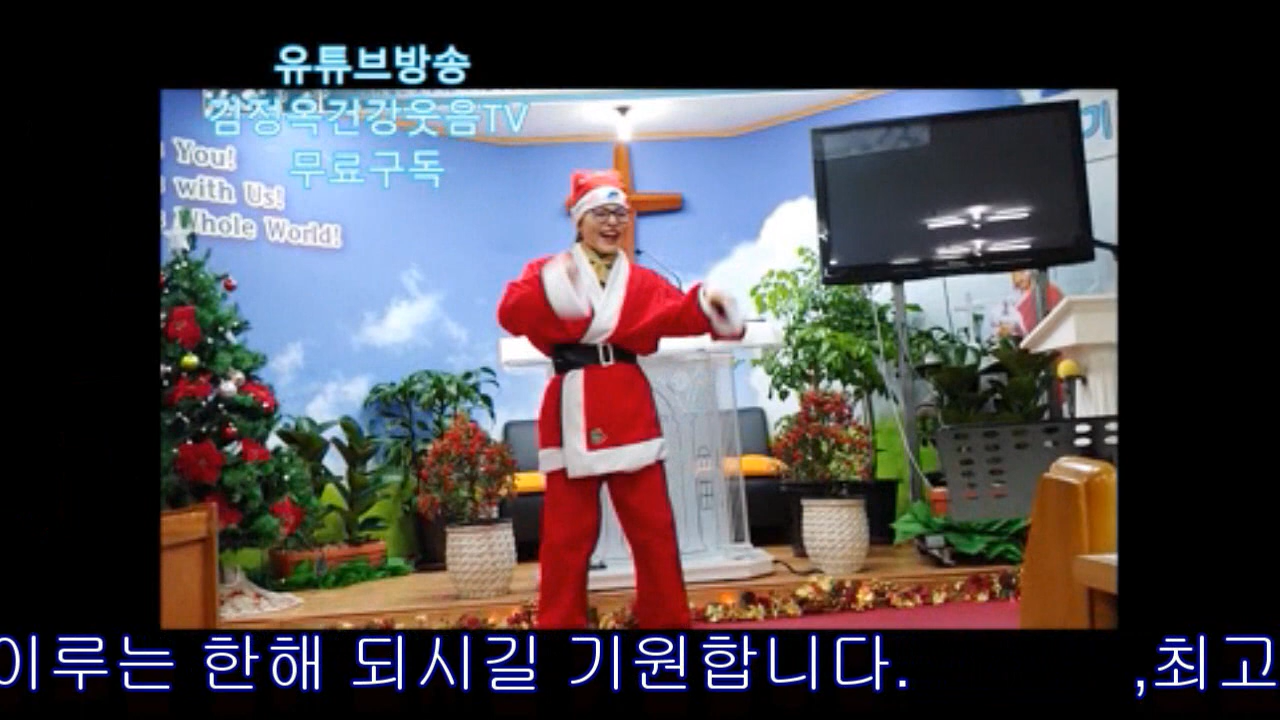 유튜브방송
검정옥건강웃음TV
무료구독
You!
with Us!
Whole World!
기
이루는 한해 되시길 기원합니다. ,최고